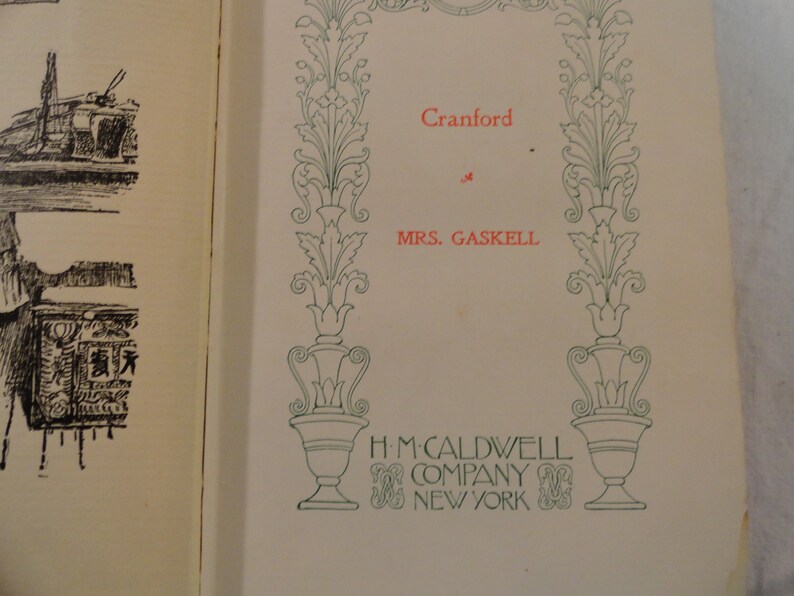 Cranford
MRS. GASKELL
H·M·CALDWELL
COMPANY
NEW YORK